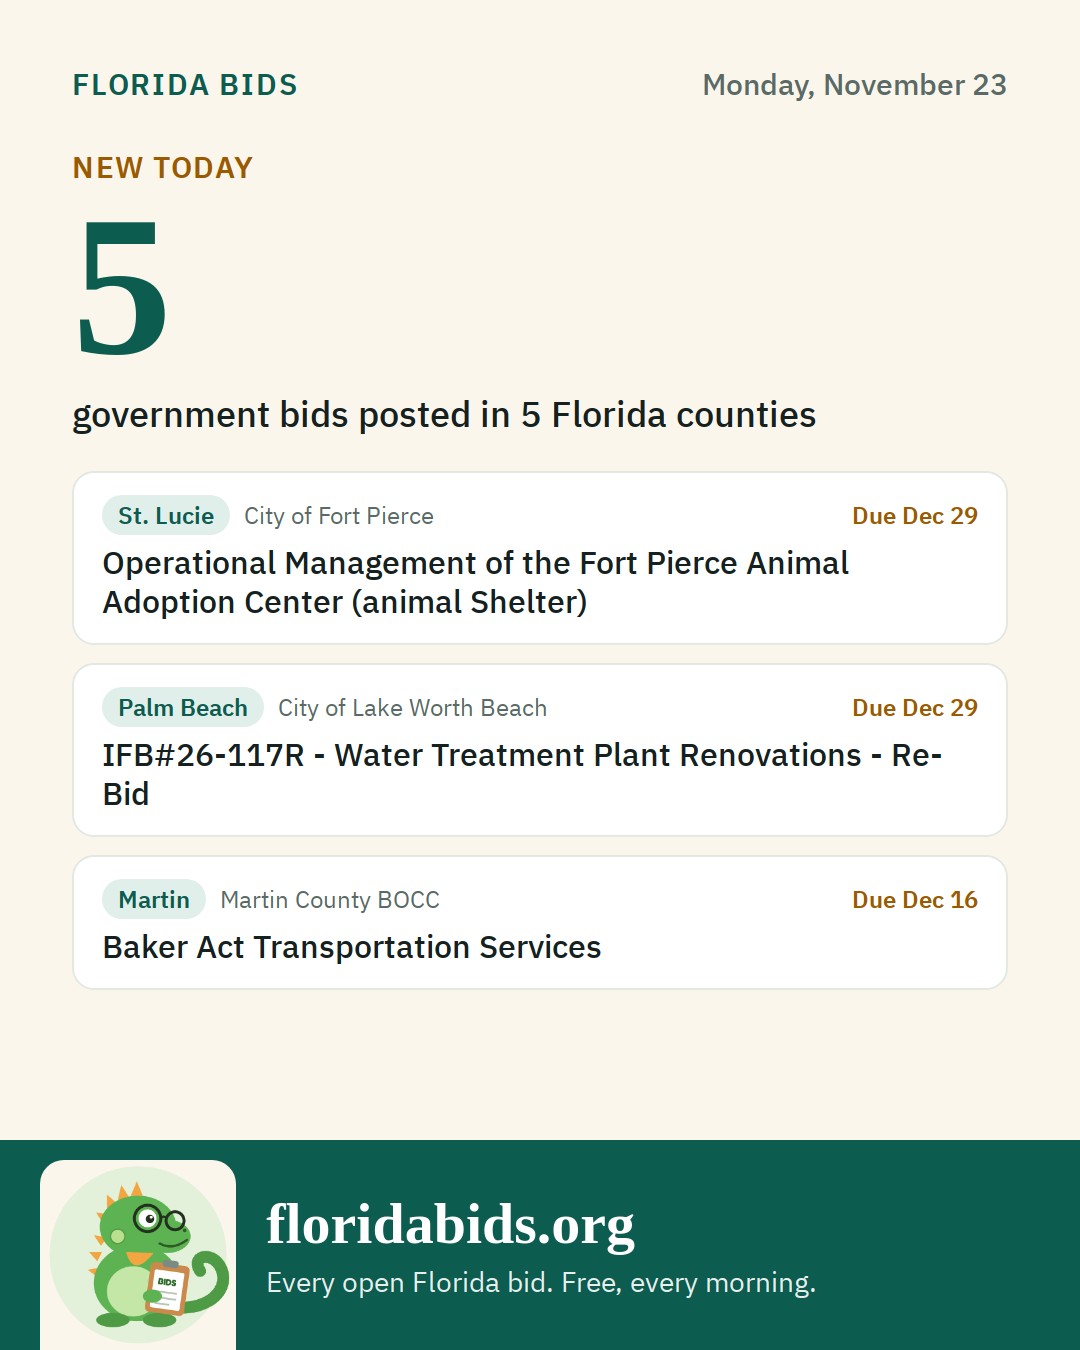 FLORIDA BIDS
Monday, November 23
NEW TODAY
5
government bids posted in 5 Florida counties
St. Lucie City of Fort Pierce Due Dec 29
Operational Management of the Fort Pierce Animal
Adoption Center (animal Shelter)
Palm Beach City of Lake Worth Beach Due Dec 29
IFB#26-117R - Water Treatment Plant Renovations - Re-
Bid
Martin Martin County BOCC Due Dec 16
Baker Act Transportation Services
BIDS
floridabids.org
Every open Florida bid. Free, every morning.